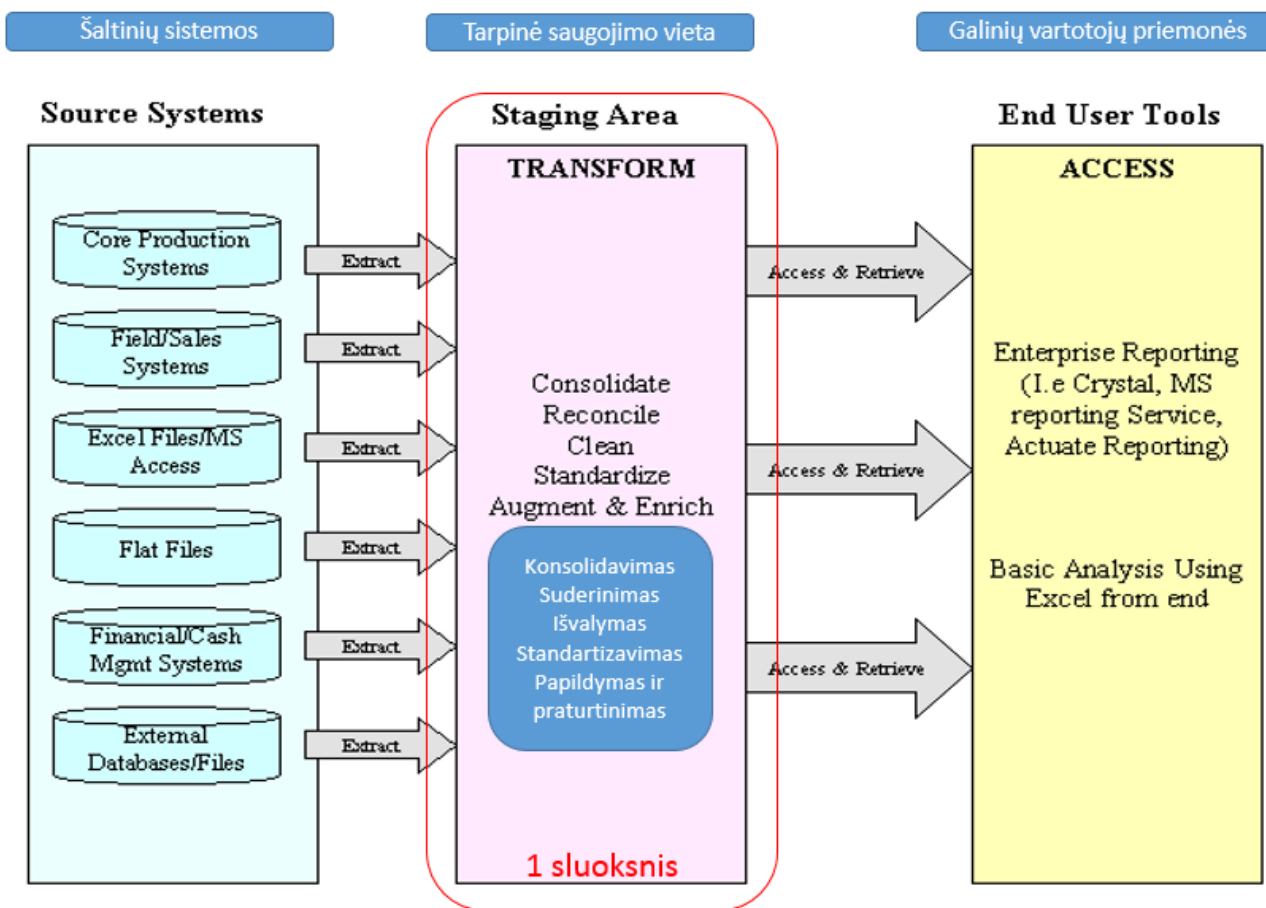 Šaltinių sistemos
Tarpinė saugojimo vieta
Galinių vartotojų priemonės
Source Systems
Staging Area
End User Tools
Core Production
Systems
Field/Sales
Systems
Excel Files/MS
Access
Flat Files
Financial/Cash
Mgmt Systems
External
Databases/Files
Extract
Extract
Extract
Extract
Extract
Extract
TRANSFORM
Consolidate
Reconcile
Clean
Standardize
Augment & Enrich
Konsolidavimas
Suderinimas
Išvalymas
Standartizavimas
Papildymas ir
praturtinimas
1 sluoksnis
Access & Retrieve
Access & Retrieve
Access & Retrieve
ACCESS
Enterprise Reporting
(I.e Crystal, MS
reporting Service,
Actuate Reporting)
Basic Analysis Using
Excel from end